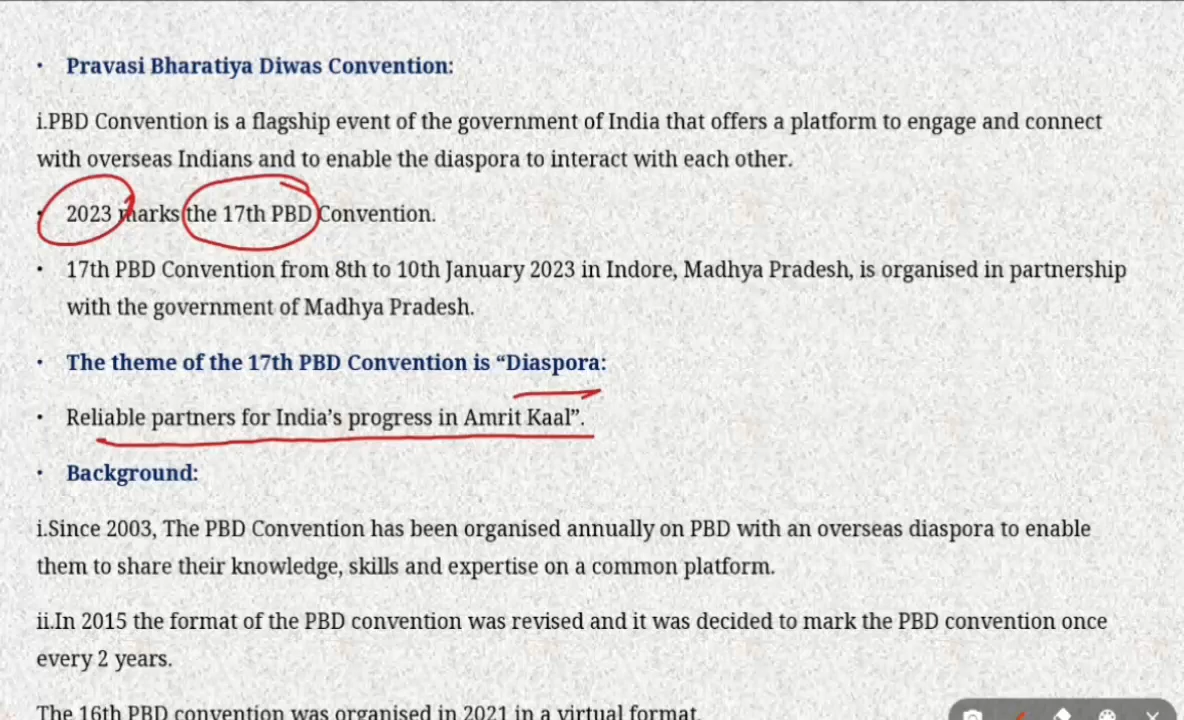 • Pravasi Bharatiya Diwas Convention:
i.PBD Convention is a flagship event of the government of India that offers a platform to engage and connect
with overseas Indians and to enable the diaspora to interact with each other.
• 2023 marks the 17th PBD Convention.
• 17th PBD Convention from 8th to 10th January 2023 in Indore, Madhya Pradesh, is organised in partnership
with the government of Madhya Pradesh.
• The theme of the 17th PBD Convention is “Diaspora:
• Reliable partners for India’s progress in Amrit Kaal”.
• Background:
i.Since 2003, The PBD Convention has been organised annually on PBD with an overseas diaspora to enable
them to share their knowledge, skills and expertise on a common platform.
ii.In 2015 the format of the PBD convention was revised and it was decided to mark the PBD convention once
every 2 years.
The 16th PBD convention was organised in 2021 in a virtual format.